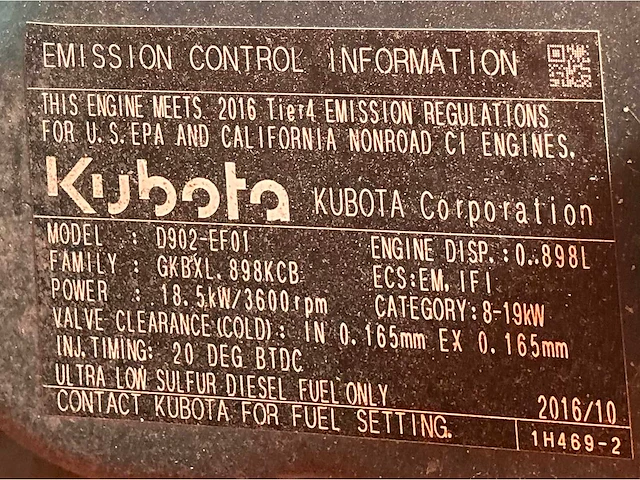 EMISSION CONTROL INFORMATION
THIS ENGINE MEETS 2016 Tier4 EMISSION REGULATIONS
FOR U.S.EPA AND CALIFORNIA NONROAD CI ENGINES.
Kubota KUBOTA Corporation
MODEL : D902-EF01 ENGINE DISP.:0.898L
FAMILY : GKBXL.898KCB ECS:EM,IFI
POWER : 18.5kW/3600rpm CATEGORY:8-19kW
VALVE CLEARANCE(COLD): IN 0.165mm EX 0.165mm
INJ.TIMING: 20 DEG BTDC
ULTRA LOW SULFUR DIESEL FUEL ONLY 2016/10
CONTACT KUBOTA FOR FUEL SETTING. 1H469-2